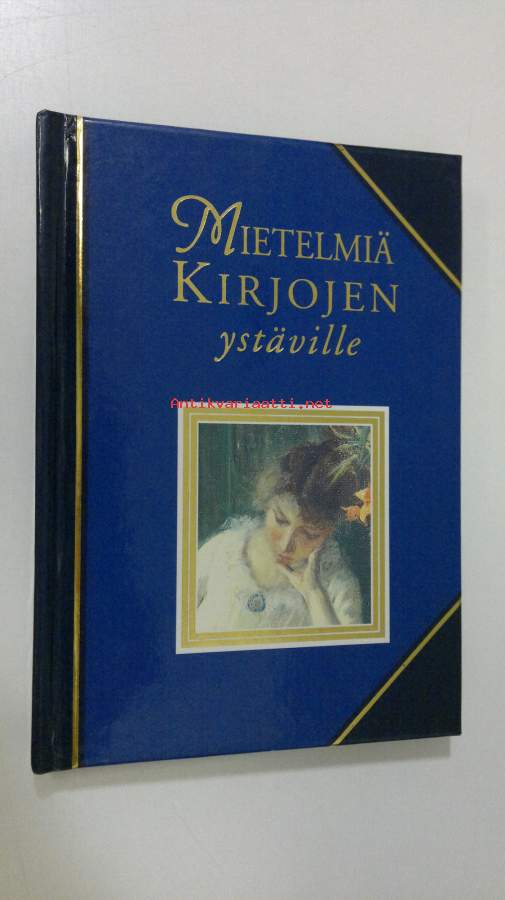 Mietelmiä
Kirjojen
ystäville
Antikvariaatti.net